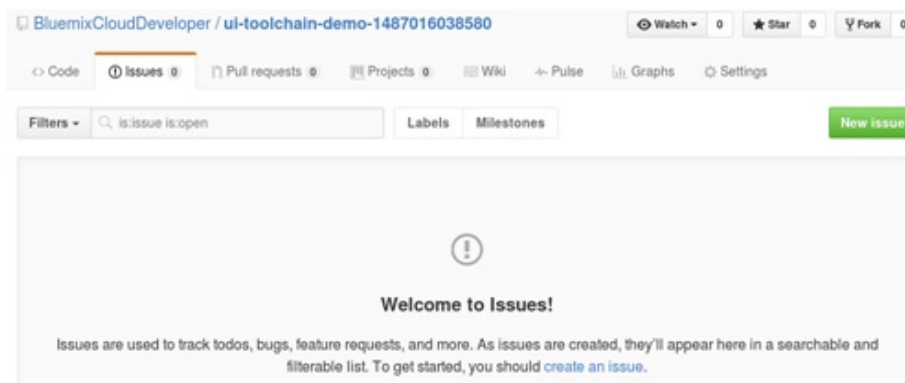 BluemixCloudDeveloper / ui-toolchain-demo-1487016038580 Watch 0 Star 0 Fork 0
Code Issues 0 Pull requests 0 Projects 0 Wiki Pulse Graphs Settings
Filters is:issue is:open Labels Milestones New issue
Welcome to Issues!
Issues are used to track todos, bugs, feature requests, and more. As issues are created, they'll appear here in a searchable and
filterable list. To get started, you should create an issue.